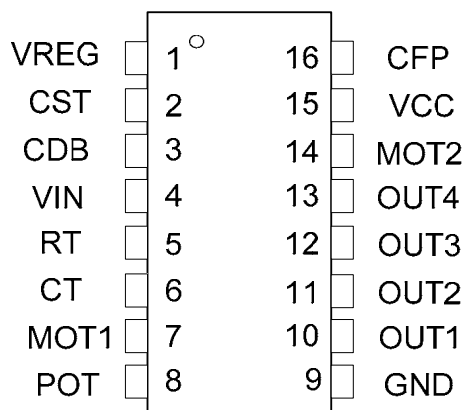 VREG 1 16 CFP
CST 2 15 VCC
CDB 3 14 MOT2
VIN 4 13 OUT4
RT 5 12 OUT3
CT 6 11 OUT2
MOT1 7 10 OUT1
POT 8 9 GND